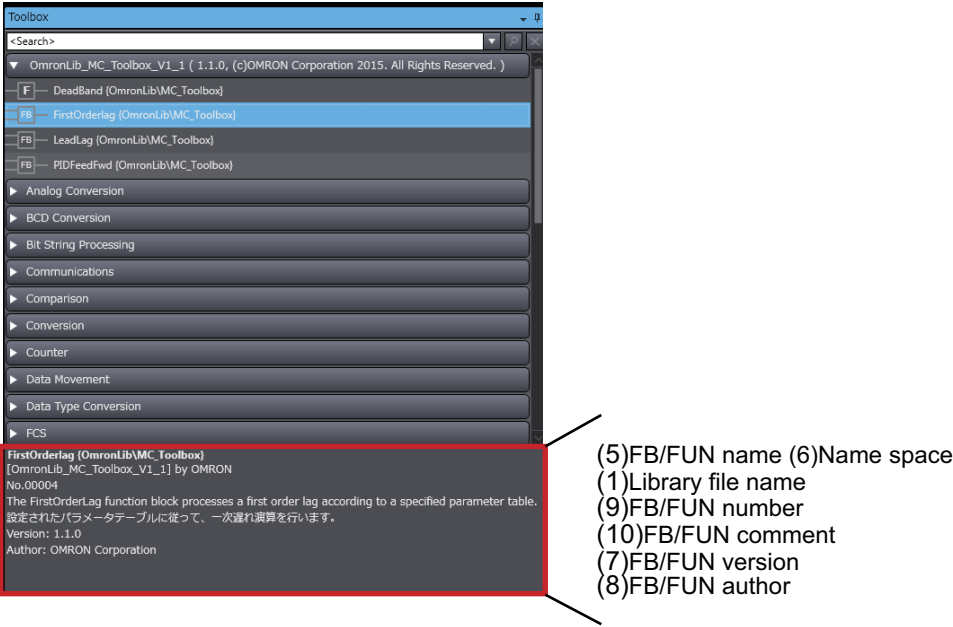 Toolbox
<Search>
OmronLib_MC_Toolbox_V1_1 ( 1.1.0, (c)OMRON Corporation 2015. All Rights Reserved. )
F DeadBand {OmronLib\MC_Toolbox}
FB FirstOrderlag {OmronLib\MC_Toolbox}
FB LeadLag {OmronLib\MC_Toolbox}
FB PIDFeedFwd {OmronLib\MC_Toolbox}
Analog Conversion
BCD Conversion
Bit String Processing
Communications
Comparison
Conversion
Counter
Data Movement
Data Type Conversion
FCS
FirstOrderlag {OmronLib\MC_Toolbox}
[OmronLib_MC_Toolbox_V1_1] by OMRON
No.00004
The FirstOrderLag function block processes a first order lag according to a specified parameter table.
設定されたパラメータテーブルに従って、一次遅れ演算を行います。
Version: 1.1.0
Author: OMRON Corporation
(5)FB/FUN name (6)Name space
(1)Library file name
(9)FB/FUN number
(10)FB/FUN comment
(7)FB/FUN version
(8)FB/FUN author